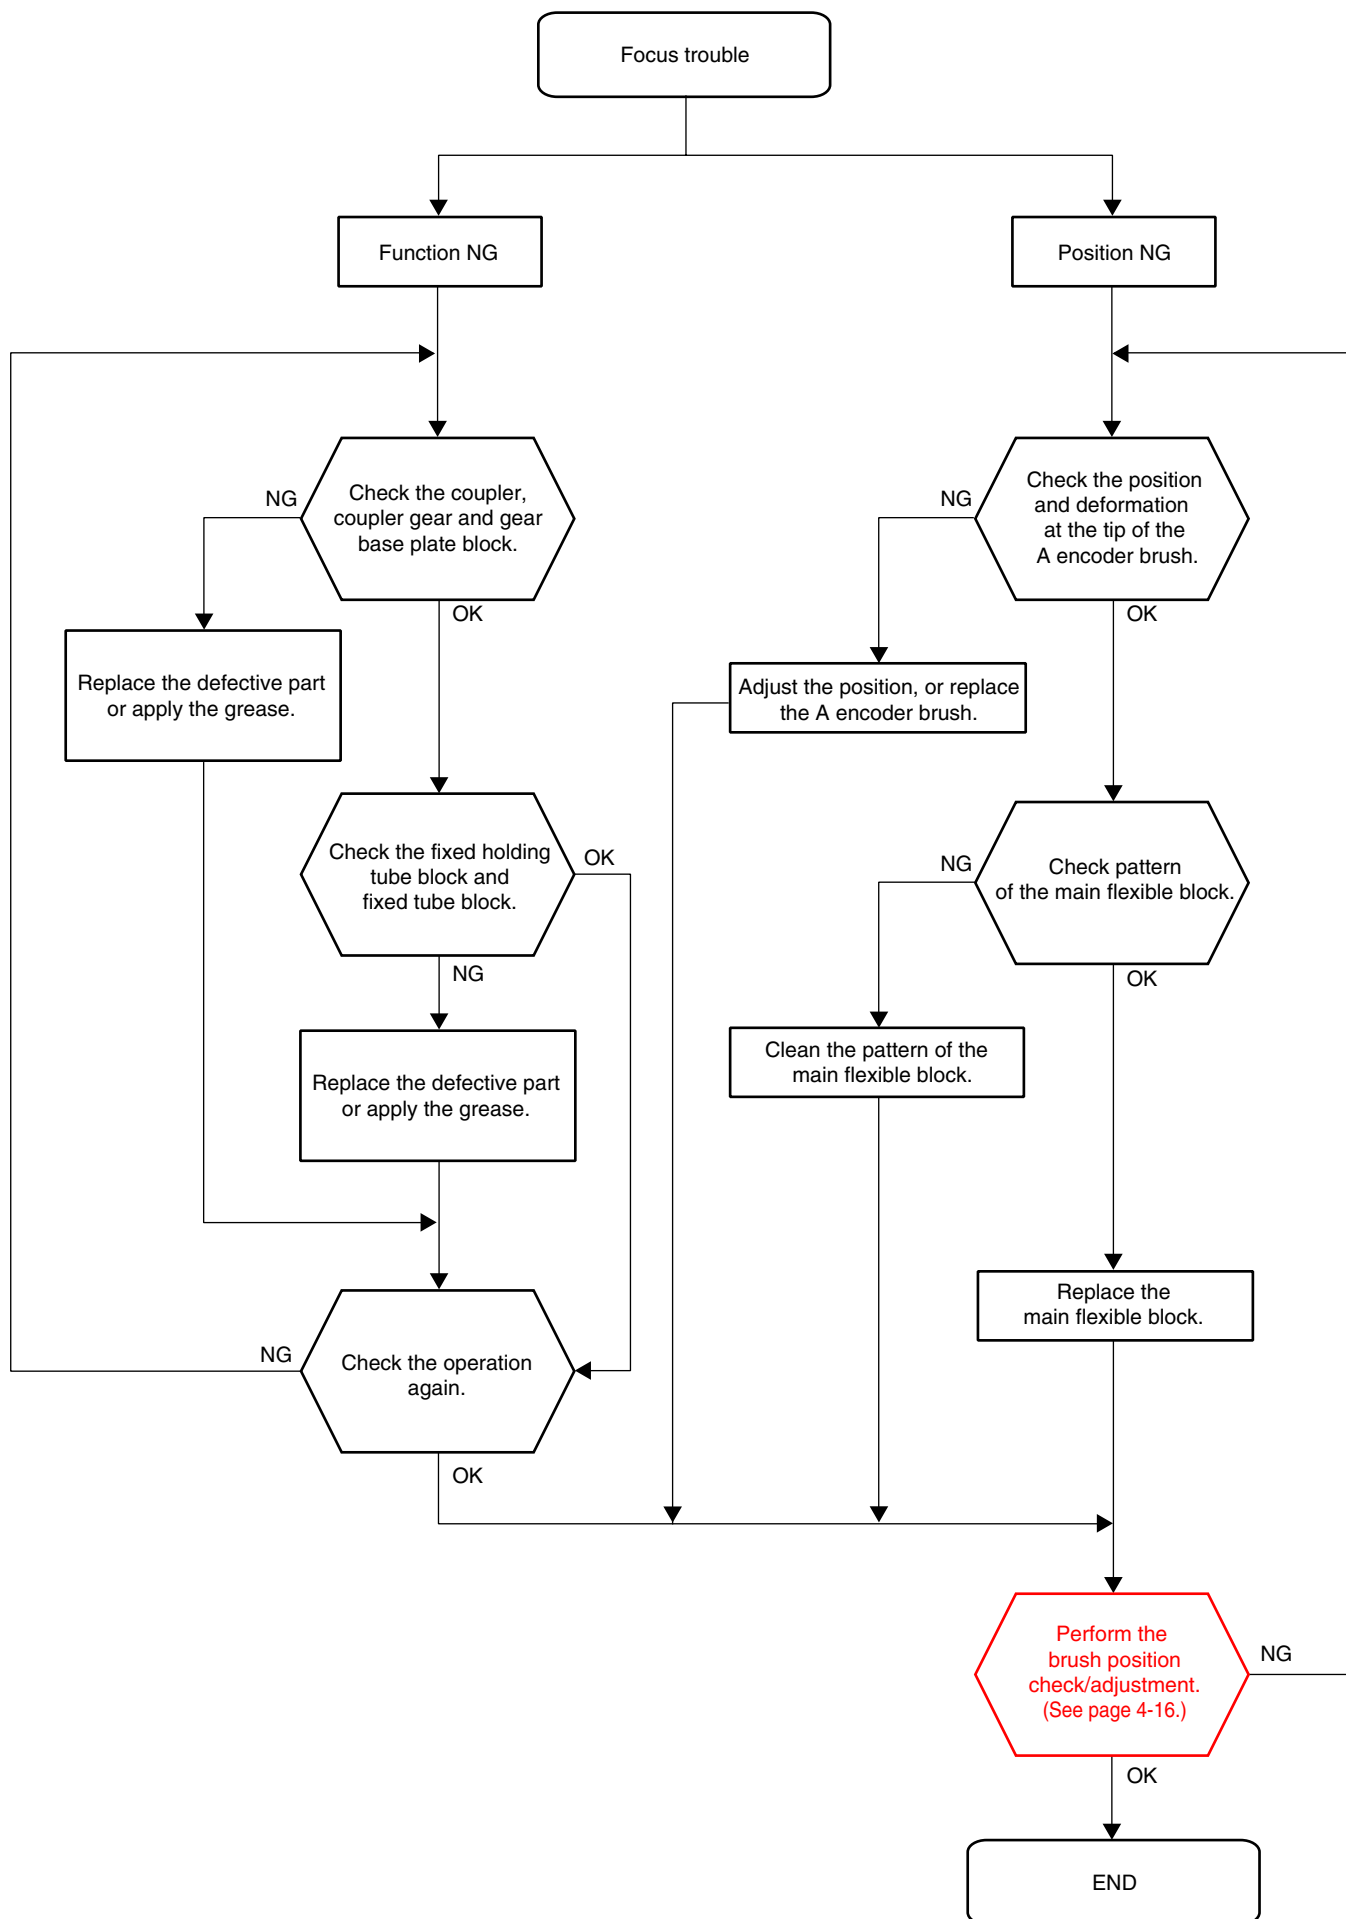 Focus trouble
Function NG
Position NG
NG
Check the coupler,
coupler gear and gear
base plate block.
OK
NG
Check the position
and deformation
at the tip of the
A encoder brush.
OK
Replace the defective part
or apply the grease.
Adjust the position, or replace
the A encoder brush.
Check the fixed holding
tube block and
fixed tube block.
OK
NG
NG
Check pattern
of the main flexible block.
OK
Replace the defective part
or apply the grease.
Clean the pattern of the
main flexible block.
Replace the
main flexible block.
NG
Check the operation
again.
OK
Perform the
brush position
check/adjustment.
(See page 4-16.)
NG
OK
END